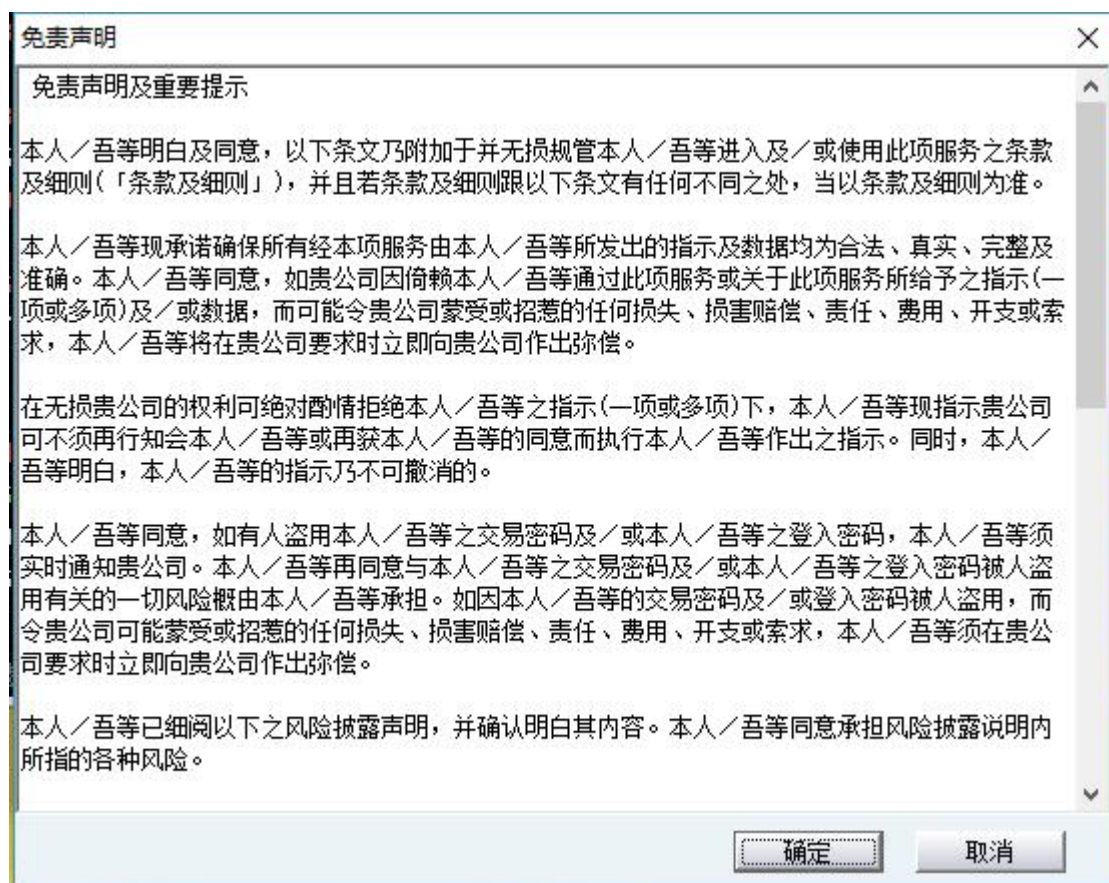 免责声明
免责声明及重要提示
本人／吾等明白及同意，以下条文乃附加于并无损规管本人／吾等进入及／或使用此项服务之条款
及细则(「条款及细则」)，并且若条款及细则跟以下条文有任何不同之处，当以条款及细则为准。
本人／吾等现承诺确保所有经本项服务由本人／吾等所发出的指示及数据均为合法、真实、完整及
准确。本人／吾等同意，如贵公司因倚赖本人／吾等通过此项服务或关于此项服务所给予之指示(一
项或多项)及／或数据，而可能令贵公司蒙受或招惹的任何损失、损害赔偿、责任、费用、开支或索
求，本人／吾等将在贵公司要求时立即向贵公司作出弥偿。
在无损贵公司的权利可绝对酌情拒绝本人／吾等之指示(一项或多项)下，本人／吾等现指示贵公司
可不须再行知会本人／吾等或再获本人／吾等的同意而执行本人／吾等作出之指示。同时，本人／
吾等明白，本人／吾等的指示乃不可撤消的。
本人／吾等同意，如有人盗用本人／吾等之交易密码及／或本人／吾等之登入密码，本人／吾等须
实时通知贵公司。本人／吾等再同意与本人／吾等之交易密码及／或本人／吾等之登入密码被人盗
用有关的一切风险概由本人／吾等承担。如因本人／吾等的交易密码及／或登入密码被人盗用，而
令贵公司可能蒙受或招惹的任何损失、损害赔偿、责任、费用、开支或索求，本人／吾等须在贵公
司要求时立即向贵公司作出弥偿。
本人／吾等已细阅以下之风险披露声明，并确认明白其内容。本人／吾等同意承担风险披露说明内
所指的各种风险。
确定
取消